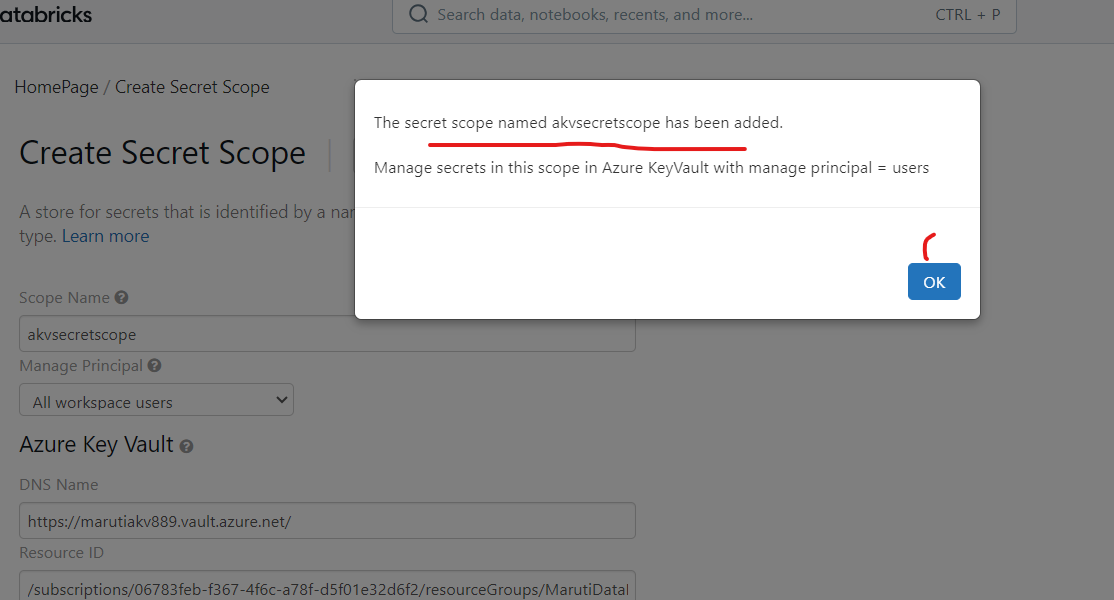 atabricks
Search data, notebooks, recents, and more...
CTRL + P
HomePage / Create Secret Scope
The secret scope named akvsecretscope has been added.
Manage secrets in this scope in Azure KeyVault with manage principal = users
OK
Create Secret Scope
A store for secrets that is identified by a nar
type. Learn more
Scope Name
akvsecretscope
Manage Principal
All workspace users
Azure Key Vault
DNS Name
https://marutiakv889.vault.azure.net/
Resource ID
/subscriptions/06783feb-f367-4f6c-a78f-d5f01e32d6f2/resourceGroups/MarutiData